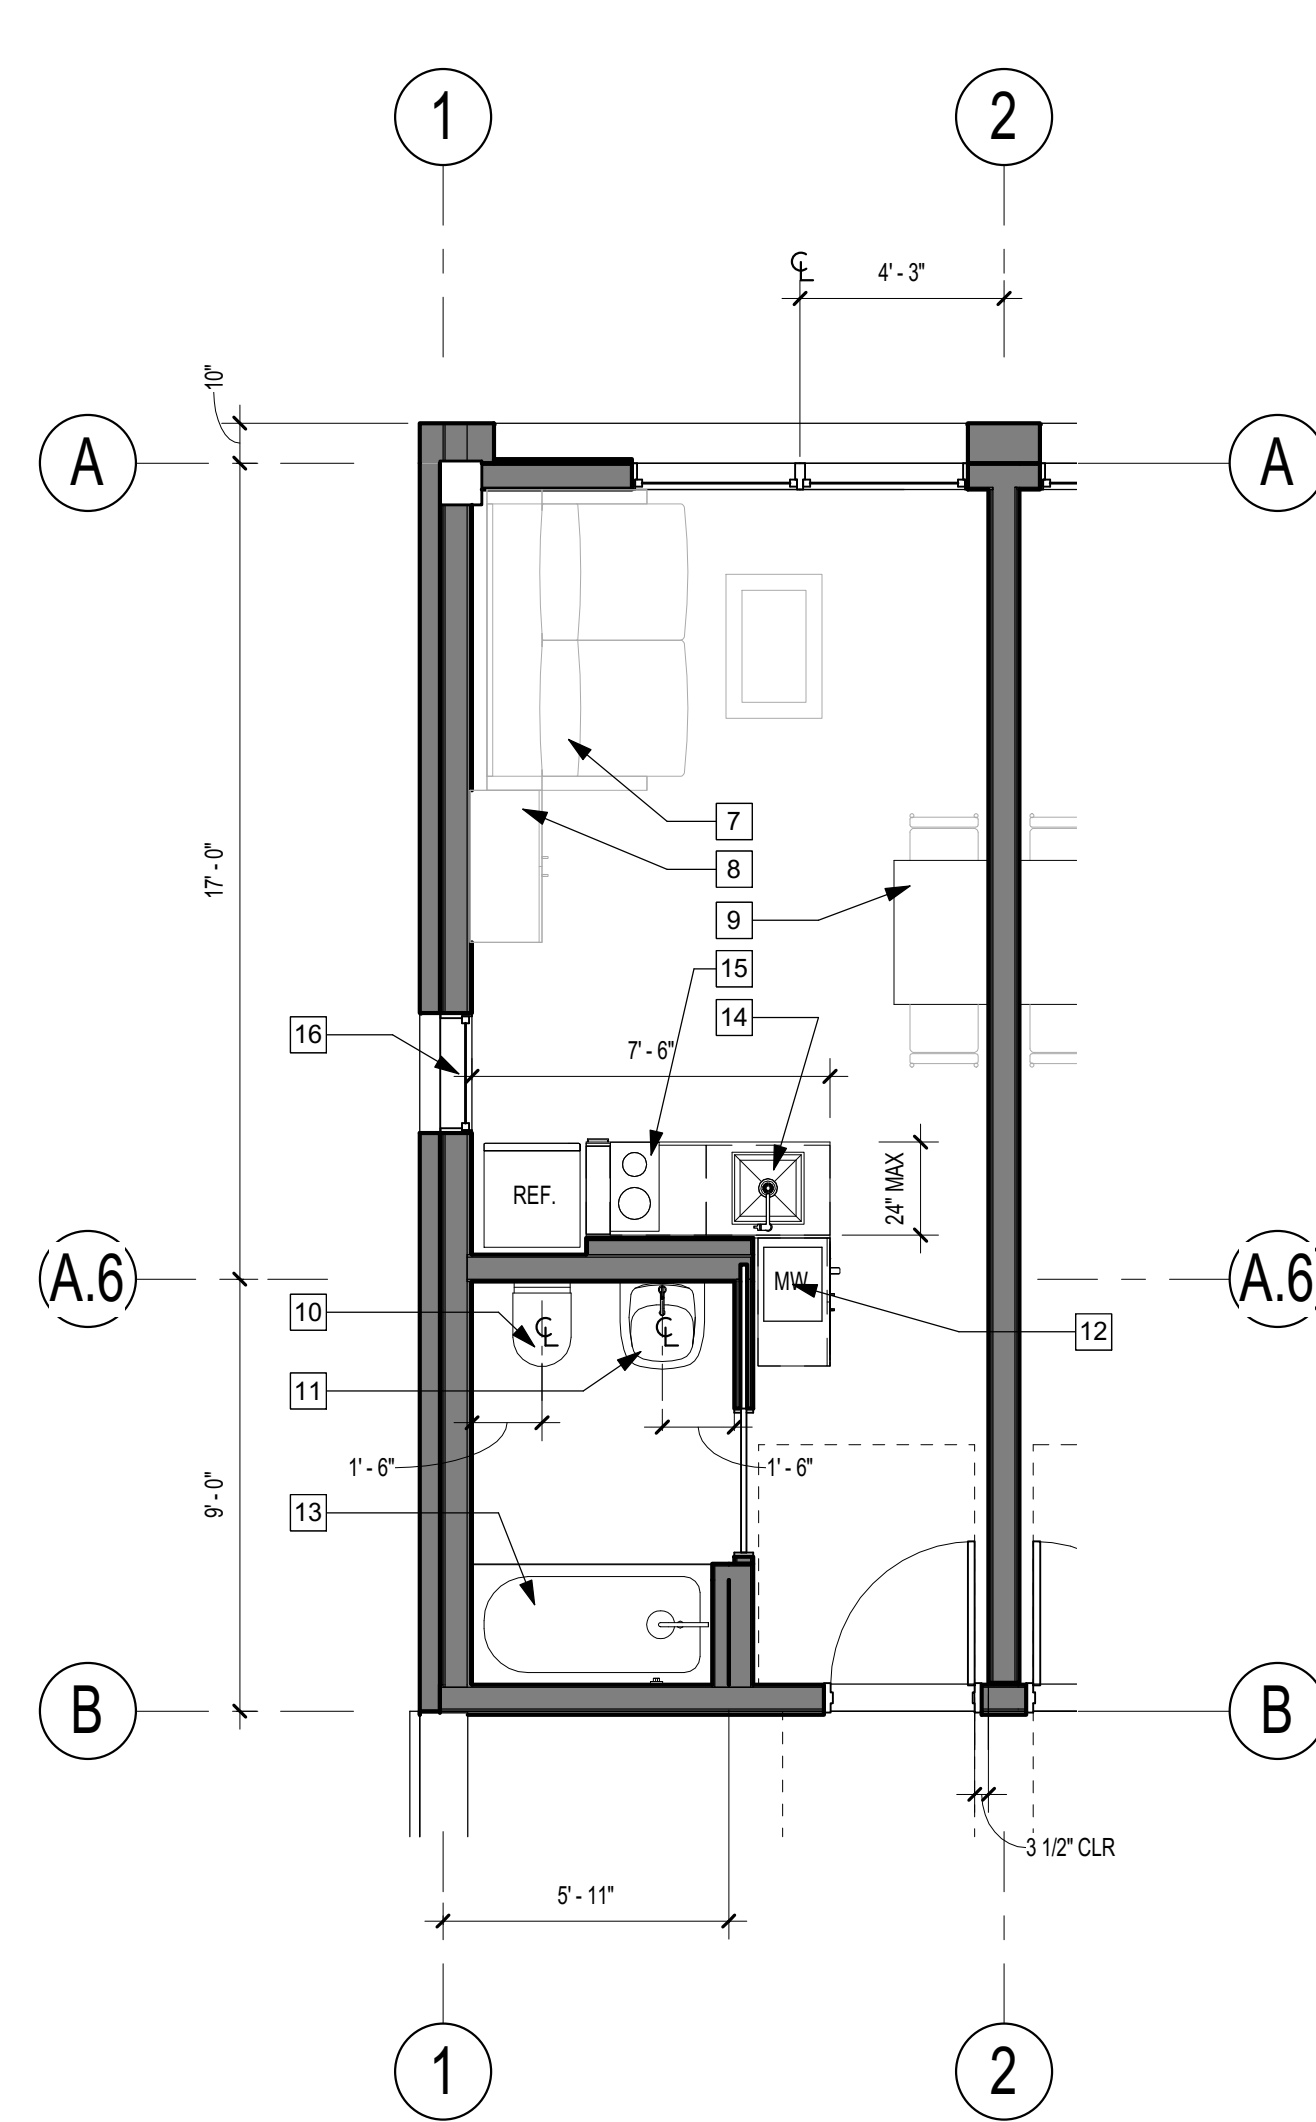 1
2
℄
4' - 3"
10"
A
A
7
17' - 0"
8
9
15
14
16
7' - 6"
24" MAX
REF.
A.6
A.6
MW
10
℄
℄
12
11
1' - 6"
1' - 6"
9' - 0"
13
B
B
3 1/2" CLR
5' - 11"
1
2